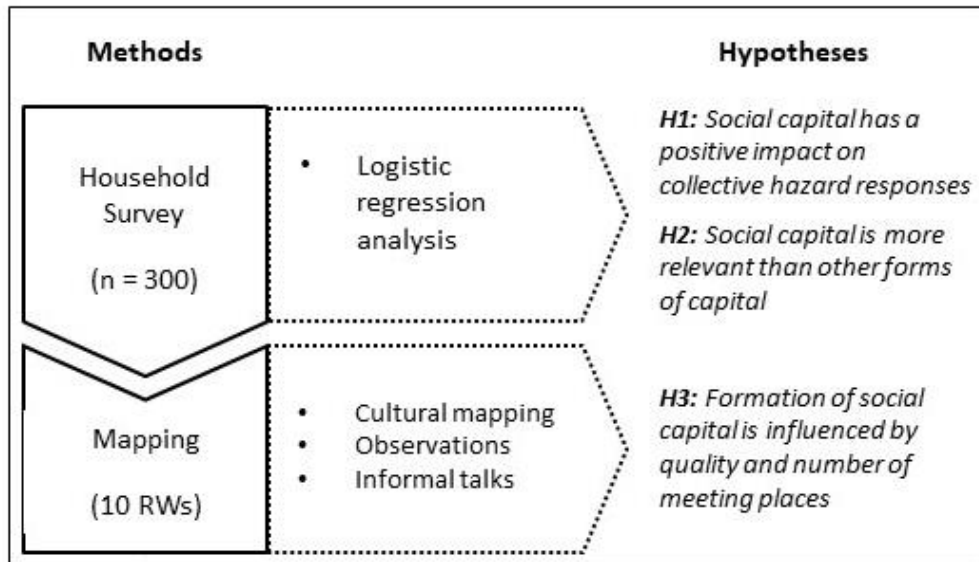 Methods
Hypotheses
Household
Survey
(n = 300)
• Logistic
regression
analysis
H1: Social capital has a
positive impact on
collective hazard responses
H2: Social capital is more
relevant than other forms
of capital
Mapping
(10 RWs)
• Cultural mapping
• Observations
• Informal talks
H3: Formation of social
capital is influenced by
quality and number of
meeting places